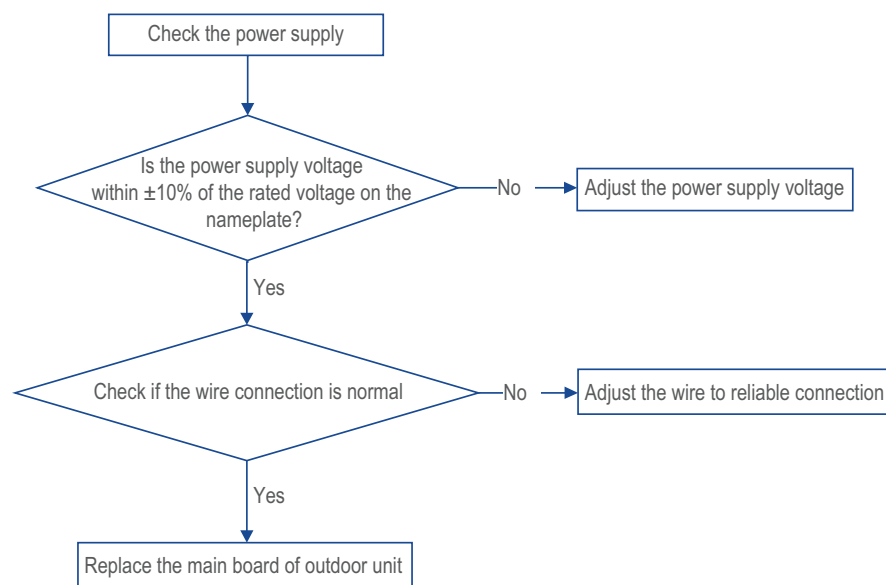 Check the power supply
Is the power supply voltage
within ±10% of the rated voltage on the
nameplate?
No
Adjust the power supply voltage
Yes
Check if the wire connection is normal
No
Adjust the wire to reliable connection
Yes
Replace the main board of outdoor unit